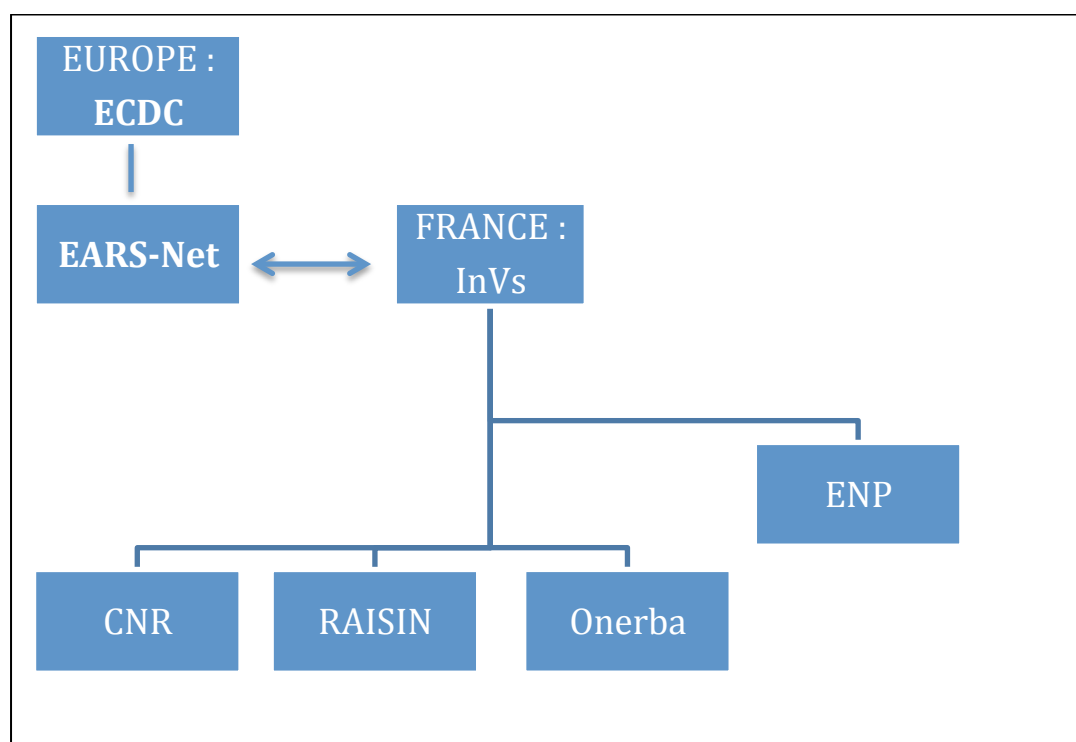 EUROPE :
ECDC
EARS-Net
FRANCE :
InVs
ENP
CNR
RAISIN
Onerba